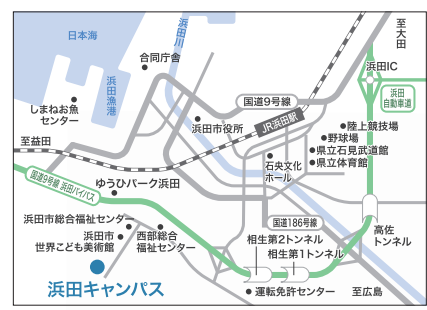 日本海
浜田川
至大田
合同庁舎
浜田IC
浜田漁港
浜田
自動車道
しまねお魚
センター
国道9号線
浜田市役所
JR浜田駅
陸上競技場
野球場
県立石見武道館
県立体育館
至益田
石央文化
ホール
国道9号線 浜田バイパス
ゆうひパーク浜田
浜田市総合福祉センター
国道186号線
浜田市
世界こども美術館
西部総合
福祉センター
相生第2トンネル
相生第1トンネル
高佐
トンネル
浜田キャンパス
運転免許センター
至広島